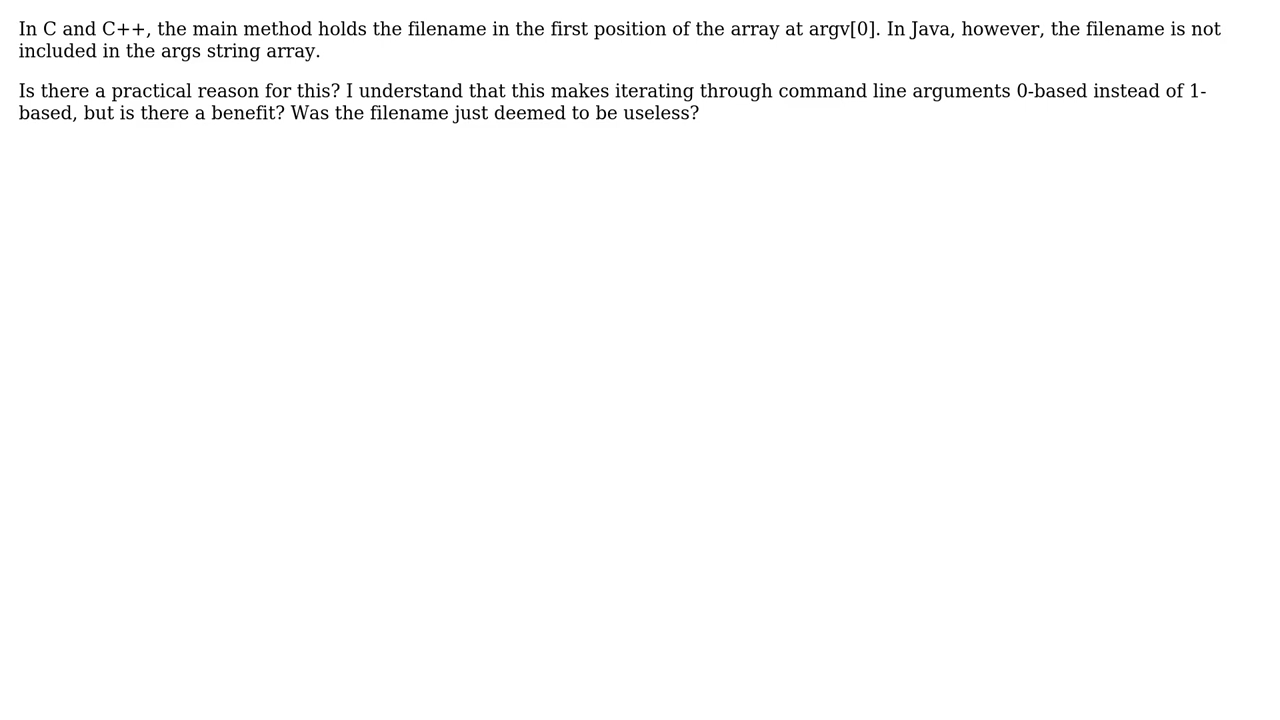 In C and C++, the main method holds the filename in the first position of the array at argv[0]. In Java, however, the filename is not
included in the args string array.
Is there a practical reason for this? I understand that this makes iterating through command line arguments 0-based instead of 1-
based, but is there a benefit? Was the filename just deemed to be useless?